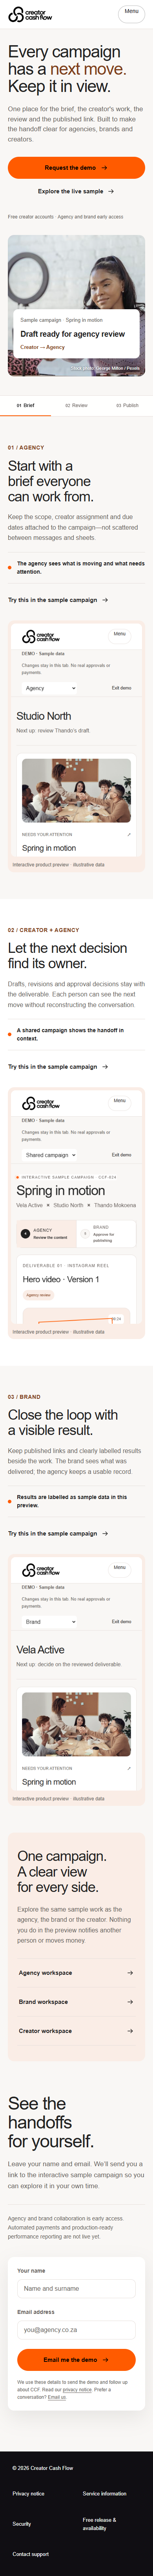 creator
cash flow
Menu
Every campaign
has a next move.
Keep it in view.
One place for the brief, the creator's work, the
review and the published link. Built to make
the handoff clear for agencies, brands and
creators.
Request the demo →
Explore the live sample →
Free creator accounts · Agency and brand early access
Sample campaign · Spring in motion
Draft ready for agency review
Creator → Agency
Stock photo: George Milton / Pexels
01 Brief
02 Review
03 Publish
01 / AGENCY
Start with a
brief everyone
can work from.
Keep the scope, creator assignment and due
dates attached to the campaign—not scattered
between messages and sheets.
The agency sees what is moving and what needs
attention.
Try this in the sample campaign →
creator
cash flow
Menu
DEMO · Sample data
Changes stay in this tab. No real approvals or
payments.
Agency
Exit demo
Studio North
Next up: review Thando's draft.
NEEDS YOUR ATTENTION
Spring in motion
Interactive product preview · Illustrative data
02 / CREATOR + AGENCY
Let the next decision
find its owner.
Drafts, revisions and approval decisions stay with
the deliverable. Each person can see the next
move without reconstructing the conversation.
A shared campaign shows the handoff in
context.
Try this in the sample campaign →
creator
cash flow
Menu
DEMO · Sample data
Changes stay in this tab. No real approvals or
payments.
Shared campaign
Exit demo
INTERACTIVE SAMPLE CAMPAIGN · CCF-024
Spring in motion
Vela Active × Studio North × Thando Mokoena
AGENCY
Review the content
BRAND
Approve for
publishing
DELIVERABLE 01 · INSTAGRAM REEL
Hero video · Version 1
Agency review
Interactive product preview · Illustrative data
03 / BRAND
Close the loop with
a visible result.
Keep published links and clearly labelled results
beside the work. The brand sees what was
delivered; the agency keeps a usable record.
Results are labelled as sample data in this
preview.
Try this in the sample campaign →
creator
cash flow
Menu
DEMO · Sample data
Changes stay in this tab. No real approvals or
payments.
Brand
Exit demo
Vela Active
Next up: decide on the reviewed deliverable.
NEEDS YOUR ATTENTION
Spring in motion
Interactive product preview · Illustrative data
One campaign.
A clear view
for every side.
Explore the same sample work as the
agency, the brand or the creator. Nothing
you do in the preview notifies another
person or moves money.
Agency workspace →
Brand workspace →
Creator workspace →
See the
handoffs
for yourself.
Leave your name and email. We'll send you a
link to the interactive sample campaign so you
can explore it in your own time.
Agency and brand collaboration is early access.
Automated payments and production-ready
performance reporting are not live yet.
Your name
Name and surname
Email address
you@agency.co.za
Email me the demo →
We use these details to send the demo and follow up
about CCF. Read our privacy notice. Prefer a
conversation? Email us.
© 2026 Creator Cash Flow
Privacy notice
Service information
Security
Free release &
availability
Contact support